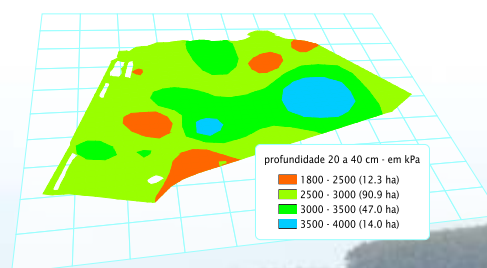 profundidade 20 a 40 cm - em kPa
1800 - 2500 (12.3 ha)
2500 - 3000 (90.9 ha)
3000 - 3500 (47.0 ha)
3500 - 4000 (14.0 ha)